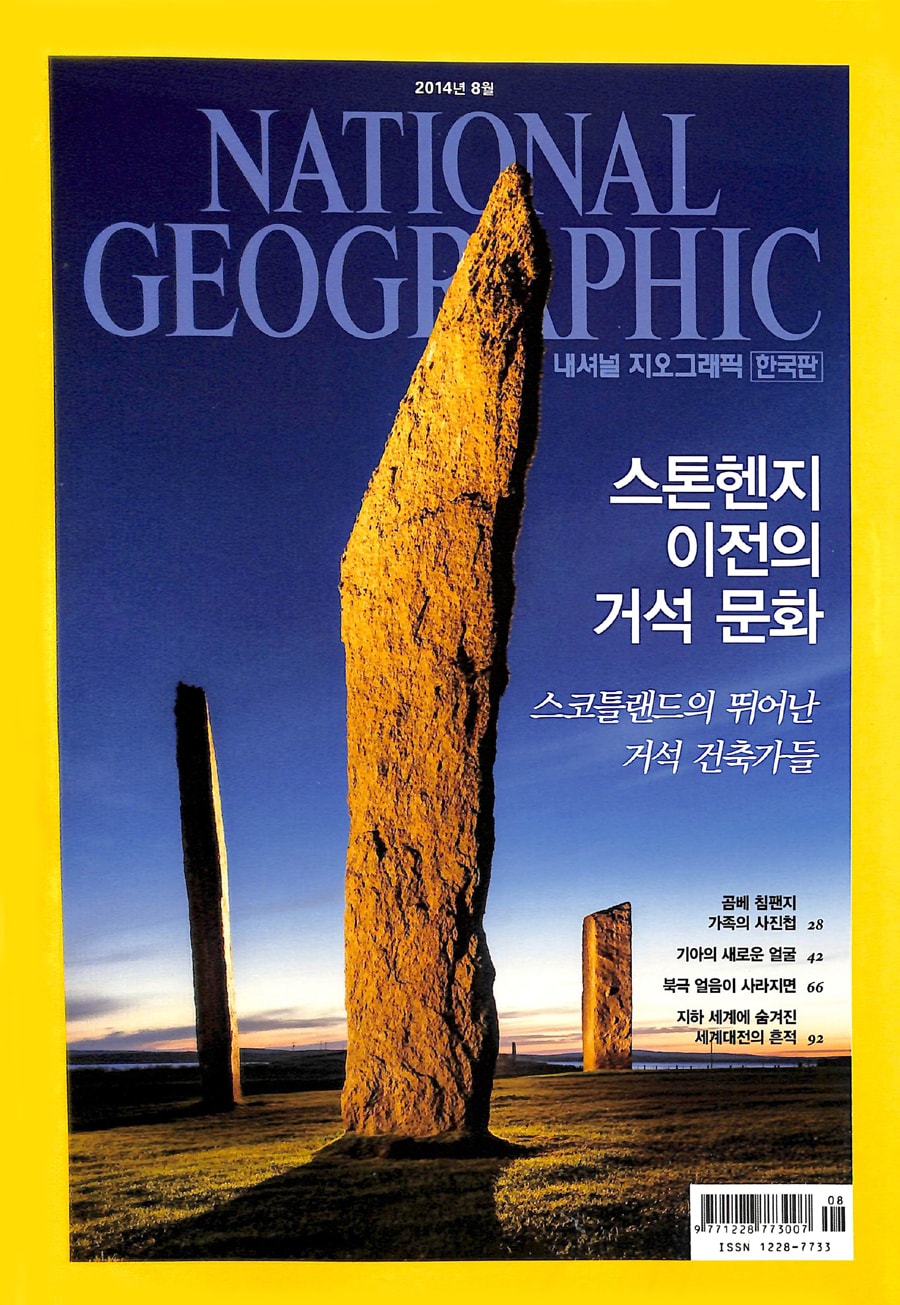 2014년 8월
NATIONAL
GEOGRAPHIC
내셔널 지오그래픽 한국판
스톤헨지
이전의
거석 문화
스코틀랜드의 뛰어난
거석 건축가들
곰베 침팬지
가족의 사진첩 28
기아의 새로운 얼굴 42
북극 얼음이 사라지면 66
지하 세계에 숨겨진
세계대전의 흔적 92
08
9 771228 773007
ISSN 1228-7733